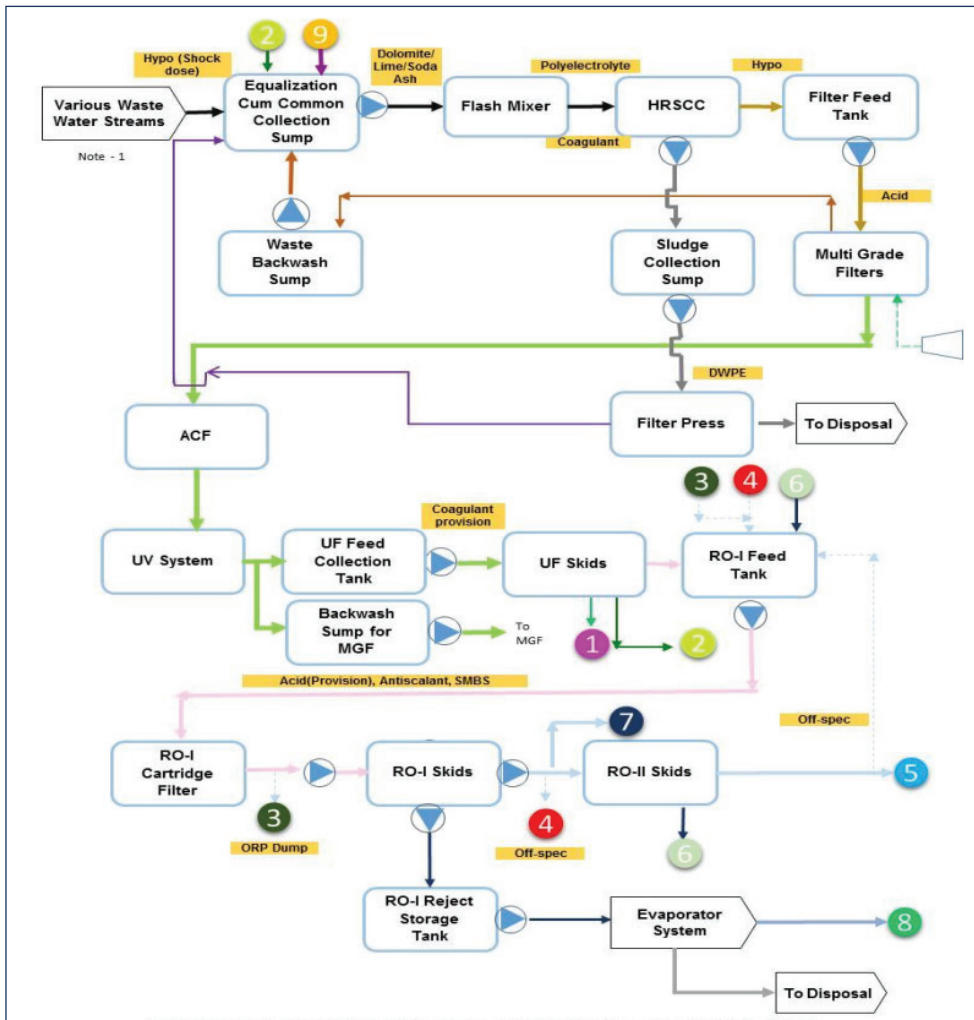 2
9
Hypo (Shock
dose)
Dolomite/
Lime/Soda
Ash
Polyelectrolyte
Hypo
Various Waste
Water Streams
Equalization
Cum Common
Collection
Sump
Flash Mixer
HRSCC
Filter Feed
Tank
Note - 1
Coagulant
Acid
Waste
Backwash
Sump
Sludge
Collection
Sump
Multi Grade
Filters
DWPE
ACF
Filter Press
To Disposal
3
4
6
Coagulant
provision
UV System
UF Feed
Collection
Tank
UF Skids
RO-I Feed
Tank
Backwash
Sump for
MGF
To
MGF
1
2
Acid(Provision), Antiscalant, SMBS
7
Off-spec
RO-I
Cartridge
Filter
RO-I Skids
RO-II Skids
5
3
ORP Dump
4
Off-spec
6
RO-I Reject
Storage
Tank
Evaporator
System
8
To Disposal